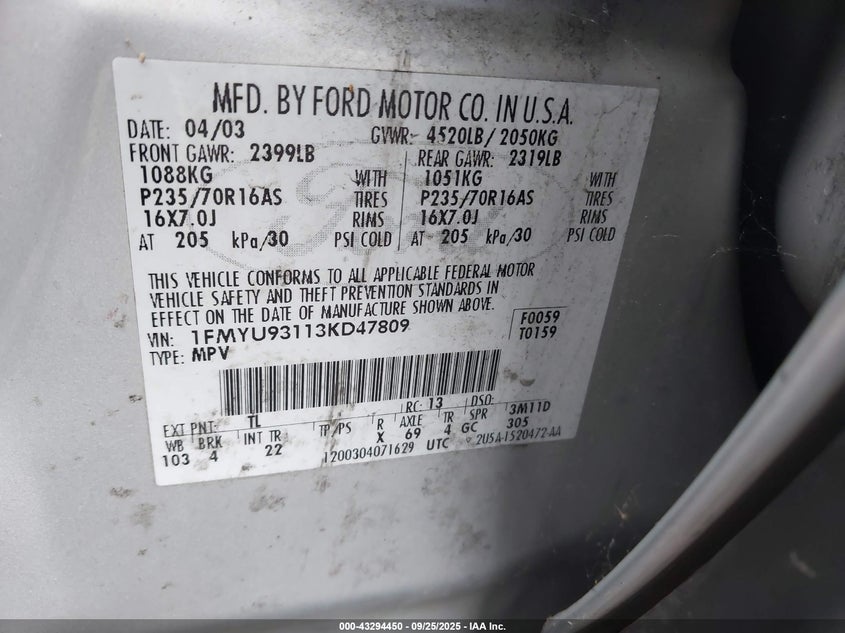 MFD. BY FORD MOTOR CO. IN U.S.A.
DATE: 04/03 GVWR: 4520LB/ 2050KG
FRONT GAWR: 2399LB REAR GAWR: 2319LB
1088KG WITH 1051KG WITH
P235/70R16AS TIRES P235/70R16AS TIRES
16X7.0J RIMS 16X7.0J RIMS
AT 205 kPa/30 PSI COLD AT 205 kPa/30 PSI COLD
THIS VEHICLE CONFORMS TO ALL APPLICABLE FEDERAL MOTOR
VEHICLE SAFETY AND THEFT PREVENTION STANDARDS IN
EFFECT ON THE DATE OF MANUFACTURE SHOWN ABOVE.
VIN: 1FMYU93113KD47809 F0059
TYPE: MPV T0159
RC: 13 DSO:
EXT PNT: TL 3M11D
WB BRK INT TR TP/PS R AXLE TR SPR
103 4 22 X 69 4 GC 305
1200304071629 UTC 2U5A-1520472-AA
000-43294450 - 09/25/2025 - IAA Inc.